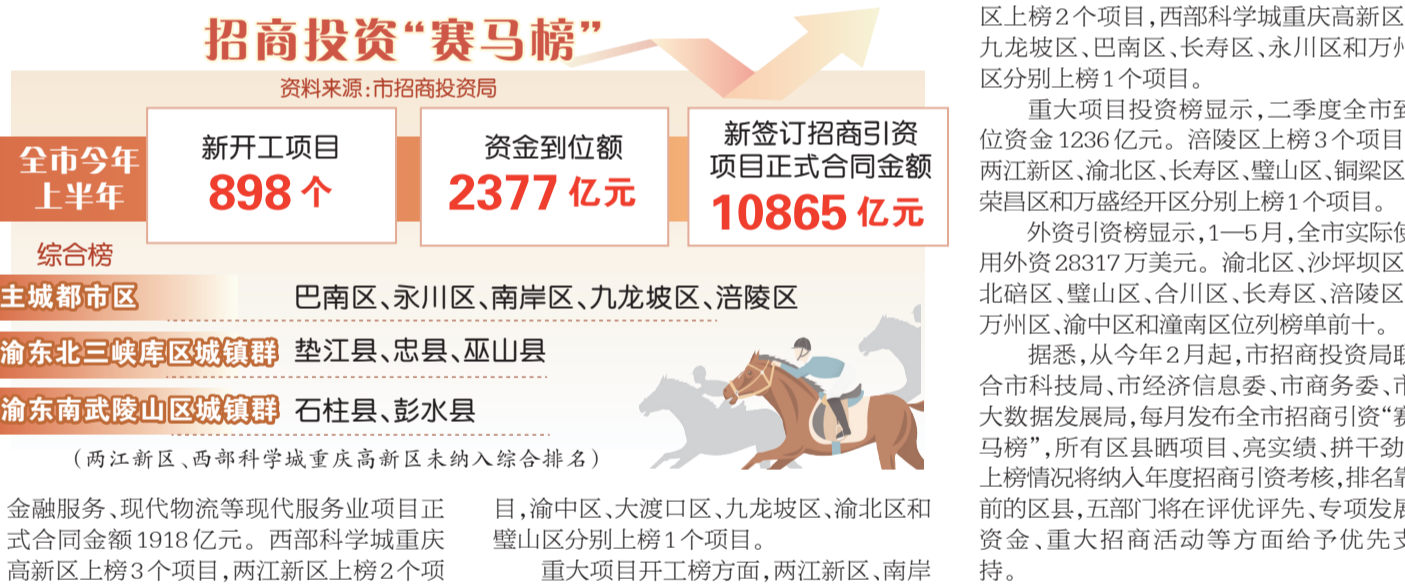 招商投资“赛马榜”
资料来源:市招商投资局
全市今年
上半年
新开工项目
898个
资金到位额
2377亿元
新签订招商引资
项目正式合同金额
10865亿元
综合榜
主城都市区
巴南区、永川区、南岸区、九龙坡区、涪陵区
渝东北三峡库区城镇群
垫江县、忠县、巫山县
渝东南武陵山区城镇群
石柱县、彭水县
（两江新区、西部科学城重庆高新区未纳入综合排名）
金融服务、现代物流等现代服务业项目正
式合同金额1918亿元。西部科学城重庆
高新区上榜3个项目,两江新区上榜2个项
目,渝中区、大渡口区、九龙坡区、渝北区和
璧山区分别上榜1个项目。
重大项目开工榜方面,两江新区、南岸
区上榜2个项目,西部科学城重庆高新区
九龙坡区、巴南区、长寿区、永川区和万州
区分别上榜1个项目。
重大项目投资榜显示,二季度全市到
位资金1236亿元。涪陵区上榜3个项目
两江新区、渝北区、长寿区、璧山区、铜梁区
荣昌区和万盛经开区分别上榜1个项目。
外资引资榜显示,1—5月,全市实际使
用外资28317万美元。渝北区、沙坪坝区
北碚区、璧山区、合川区、长寿区、涪陵区
万州区、渝中区和潼南区位列榜单前十。
据悉,从今年2月起,市招商投资局联
合市科技局、市经济信息委、市商务委、市
大数据发展局,每月发布全市招商引资“赛
马榜”,所有区县晒项目、亮实绩、拼干劲
上榜情况将纳入年度招商引资考核,排名靠
前的区县,五部门将在评优评先、专项发展
资金、重大招商活动等方面给予优先支
持。